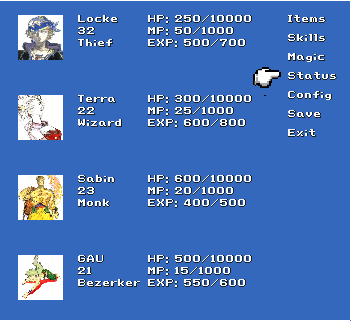 Locke HP: 250/10000
32 MP: 50/1000
Thief EXP: 500/700
Terra HP: 300/10000
22 MP: 25/1000
Wizard EXP: 600/800
Sabin HP: 600/10000
23 MP: 20/1000
Monk EXP: 400/500
GAU HP: 500/10000
21 MP: 15/1000
Bezerker EXP: 550/600
Items
Skills
Magic
Status
Config
Save
Exit